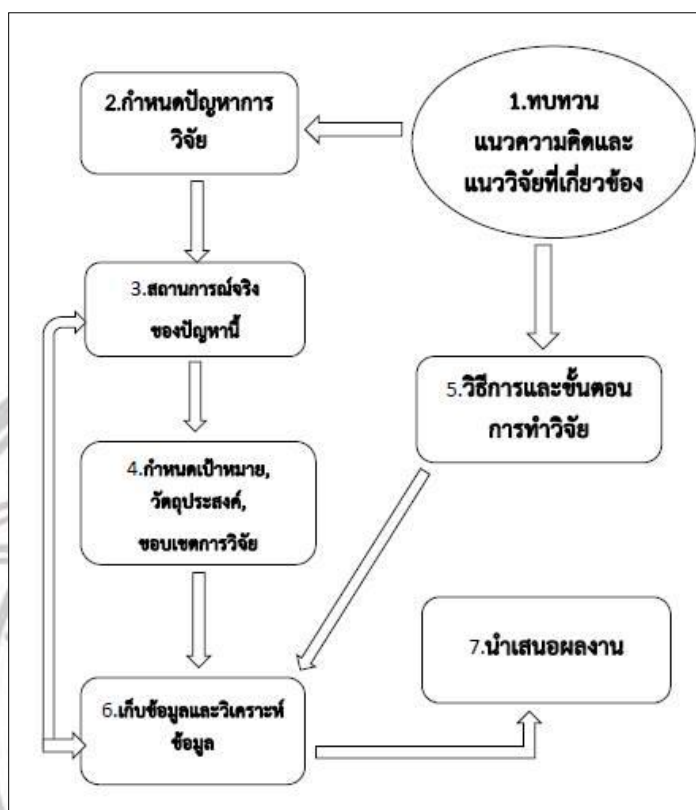 1.ทบทวน
แนวความคิดและ
แนววิจัยที่เกี่ยวข้อง
2.กำหนดปัญหาการ
วิจัย
3.สถานการณ์จริง
ของปัญหานี้
4.กำหนดเป้าหมาย,
วัตถุประสงค์,
ขอบเขตการวิจัย
5.วิธีการและขั้นตอน
การทำวิจัย
6.เก็บข้อมูลและวิเคราะห์
ข้อมูล
7.นำเสนอผลงาน